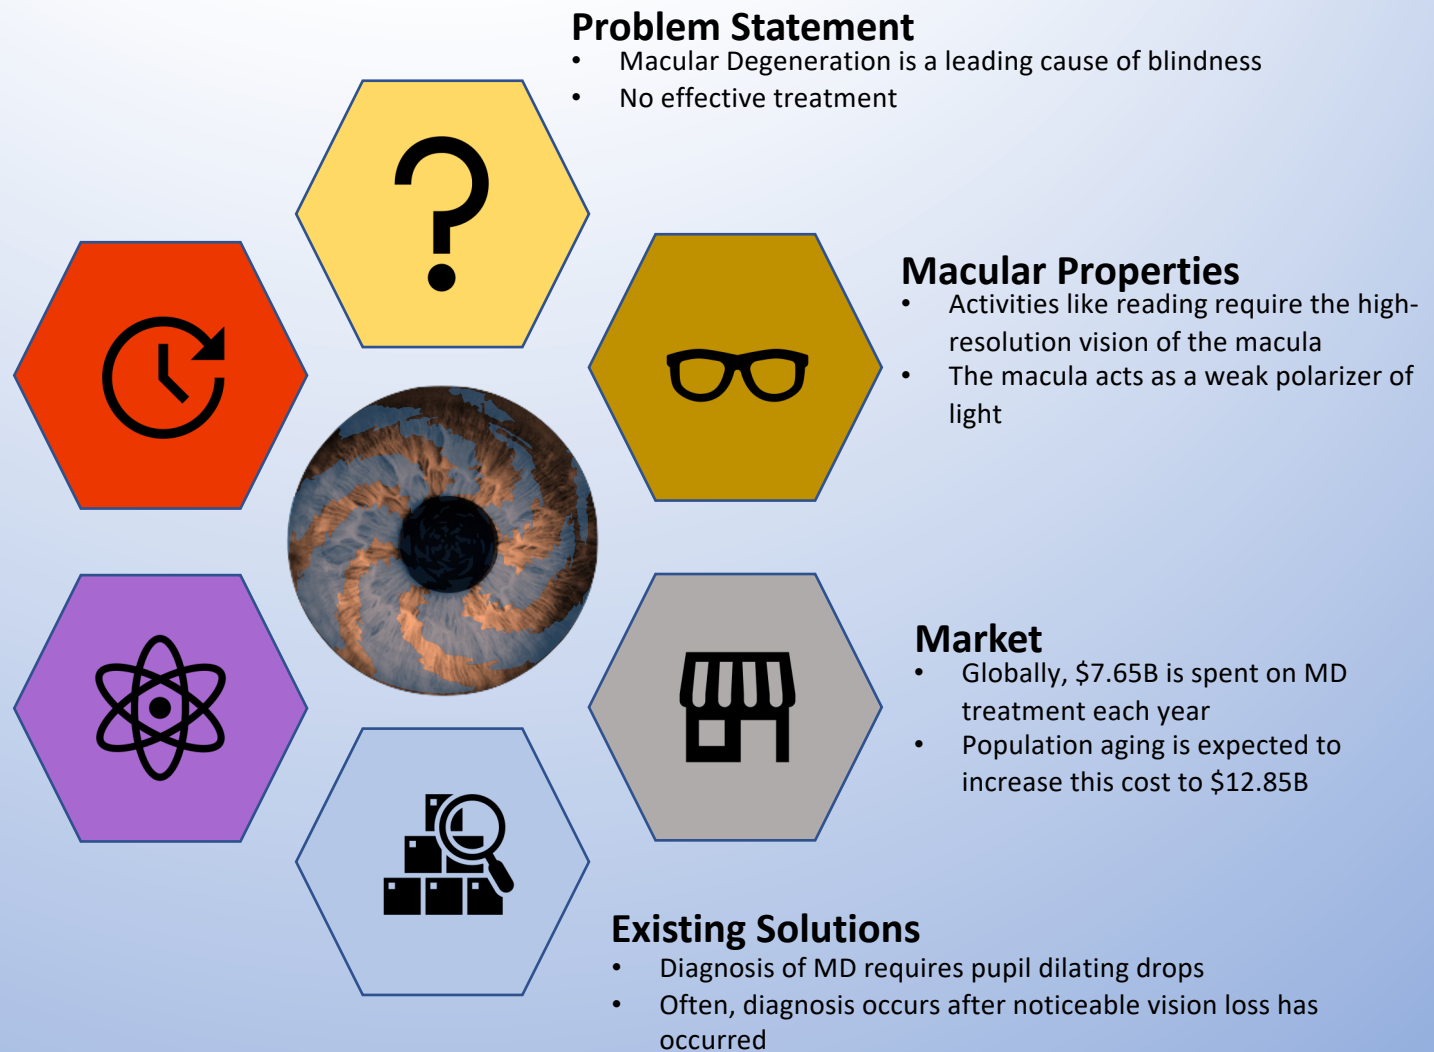 Problem Statement
• Macular Degeneration is a leading cause of blindness
• No effective treatment
Macular Properties
• Activities like reading require the high-
resolution vision of the macula
• The macula acts as a weak polarizer of
light
Market
• Globally, $7.65B is spent on MD
treatment each year
• Population aging is expected to
increase this cost to $12.85B
Existing Solutions
• Diagnosis of MD requires pupil dilating drops
• Often, diagnosis occurs after noticeable vision loss has
occurred